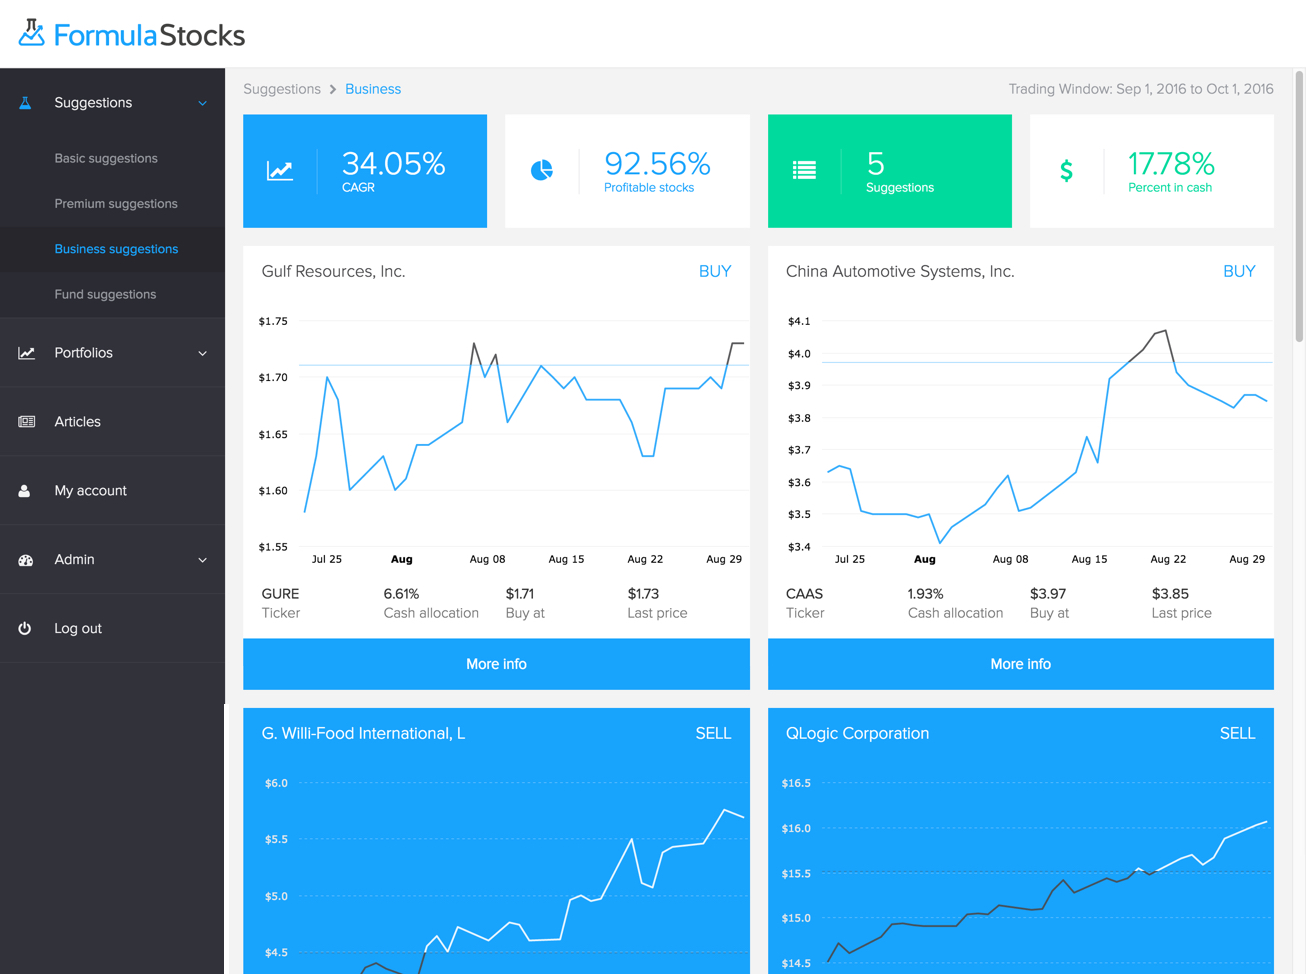 FormulaStocks
Suggestions
Basic suggestions
Premium suggestions
Business suggestions
Fund suggestions
Portfolios
Articles
My account
Admin
Log out
Suggestions Business
Trading Window: Sep 1, 2016 to Oct 1, 2016
34.05%
CAGR
92.56%
Profitable stocks
5
Suggestions
$
17.78%
Percent in cash
Gulf Resources, Inc. BUY
$1.75
$1.70
$1.65
$1.60
$1.55
Jul 25 Aug Aug 08 Aug 15 Aug 22 Aug 29
GURE 6.61% $1.71 $1.73
Ticker Cash allocation Buy at Last price
More info
China Automotive Systems, Inc. BUY
$4.1
$4.0
$3.9
$3.8
$3.7
$3.6
$3.5
$3.4
Jul 25 Aug Aug 08 Aug 15 Aug 22 Aug 29
CAAS 1.93% $3.97 $3.85
Ticker Cash allocation Buy at Last price
More info
G. Willi-Food International, L SELL
$6.0
$5.5
$5.0
$4.5
QLogic Corporation SELL
$16.5
$16.0
$15.5
$15.0
$14.5